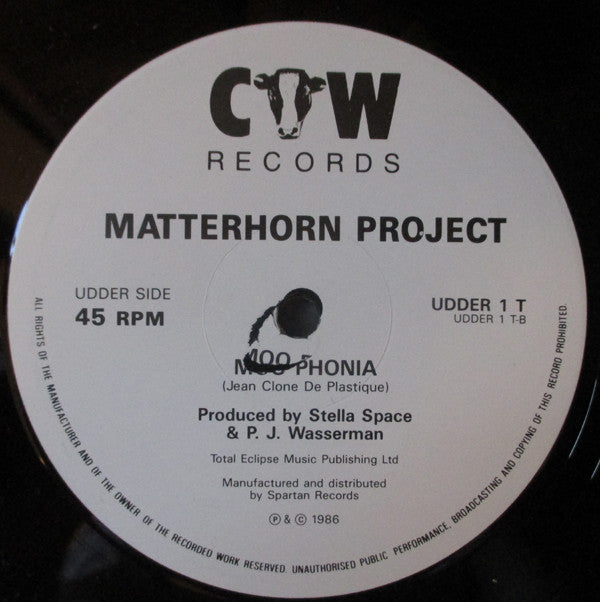 COW
RECORDS
MATTERHORN PROJECT
UDDER SIDE
45 RPM
UDDER 1 T
UDDER 1 T-B
MOO PHONIA
(Jean Clone De Plastique)
Produced by Stella Space
& P. J. Wasserman
Total Eclipse Music Publishing Ltd
Manufactured and distributed
by Spartan Records
Ⓟ & © 1986
ALL RIGHTS OF THE MANUFACTURER AND OF THE OWNER OF THE RECORDED WORK RESERVED. UNAUTHORISED PUBLIC PERFORMANCE, BROADCASTING AND COPYING OF THIS RECORD PROHIBITED.